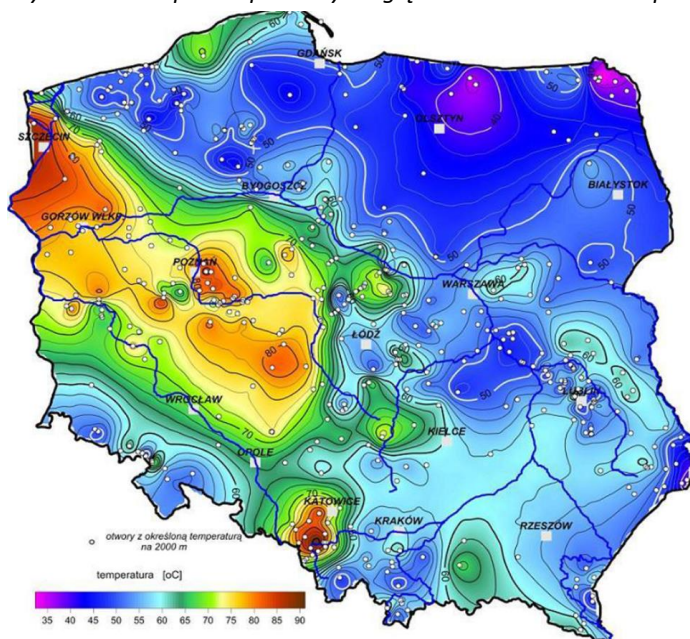 GDAŃSK
OLSZTYN
SZCZECIN
BYDGOSZCZ
BIAŁYSTOK
GORZÓW WLKP.
POZNAŃ
WARSZAWA
ŁÓDŹ
LUBLIN
WROCŁAW
KIELCE
OPOLE
KATOWICE
KRAKÓW
RZESZÓW
otwory z określoną temperaturą
na 2000 m
temperatura [oC]
35 40 45 50 55 60 65 70 75 80 85 90